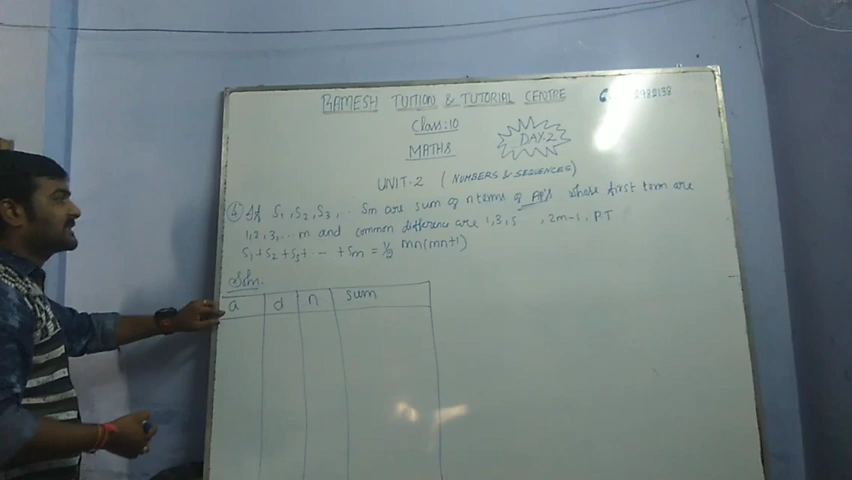 RAMESH TUITION & TUTORIAL CENTRE 2982138
Class:10
MATHS
DAY-2
UNIT-2 (NUMBERS & SEQUENCES)
④ If S₁, S₂, S₃, ... Sm are sum of n terms of AP's whose first term are
1, 2, 3, ... m and common difference are 1, 3, 5 , 2m-1, P.T
S₁+S₂+S₃+ - - +Sm = ½ mn(mn+1)
Soln.
a d n sum